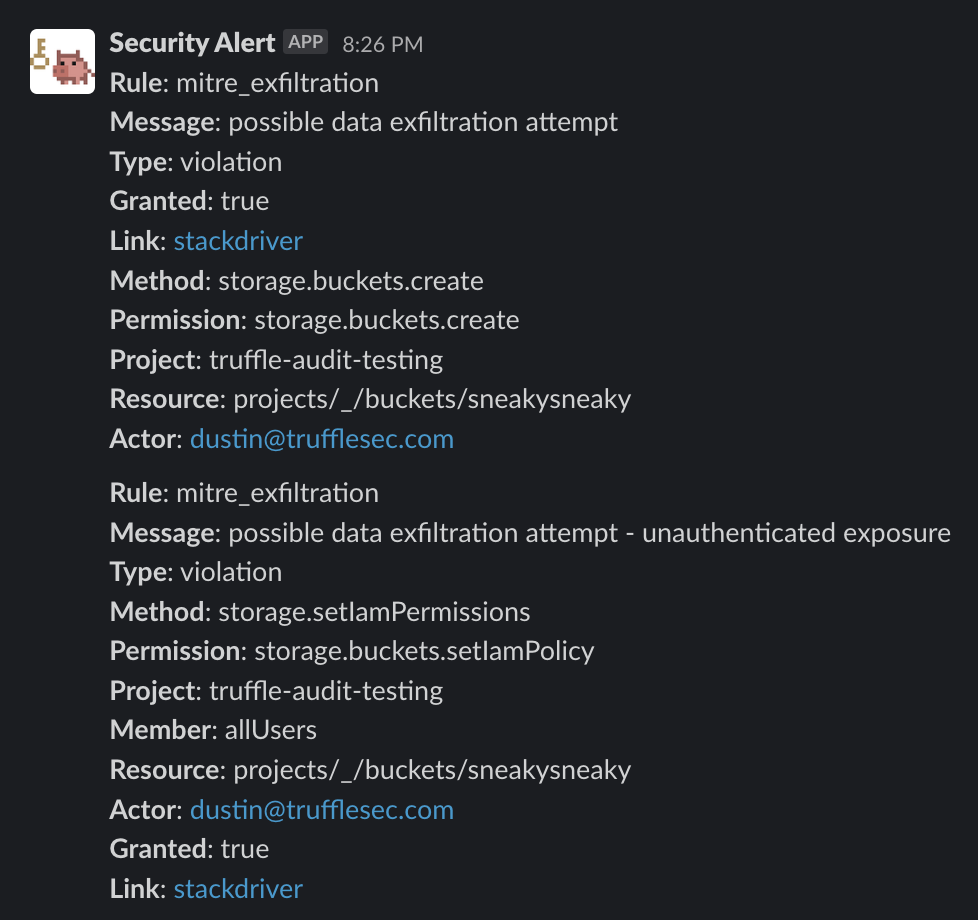 Security Alert APP 8:26 PM
Rule: mitre_exfiltration
Message: possible data exfiltration attempt
Type: violation
Granted: true
Link: stackdriver
Method: storage.buckets.create
Permission: storage.buckets.create
Project: truffle-audit-testing
Resource: projects/_/buckets/sneakysneaky
Actor: dustin@trufflesec.com
Rule: mitre_exfiltration
Message: possible data exfiltration attempt - unauthenticated exposure
Type: violation
Method: storage.setIamPermissions
Permission: storage.buckets.setIamPolicy
Project: truffle-audit-testing
Member: allUsers
Resource: projects/_/buckets/sneakysneaky
Actor: dustin@trufflesec.com
Granted: true
Link: stackdriver